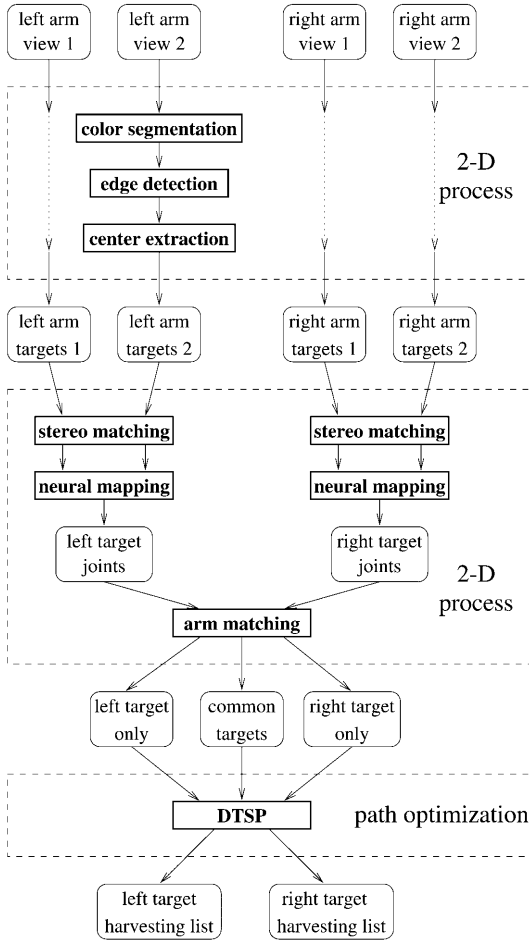 left arm
view 1
left arm
view 2
right arm
view 1
right arm
view 2
color segmentation
edge detection
center extraction
2-D
process
left arm
targets 1
left arm
targets 2
right arm
targets 1
right arm
targets 2
stereo matching
stereo matching
neural mapping
neural mapping
left target
joints
right target
joints
2-D
process
arm matching
left target
only
common
targets
right target
only
DTSP
path optimization
left target
harvesting list
right target
harvesting list